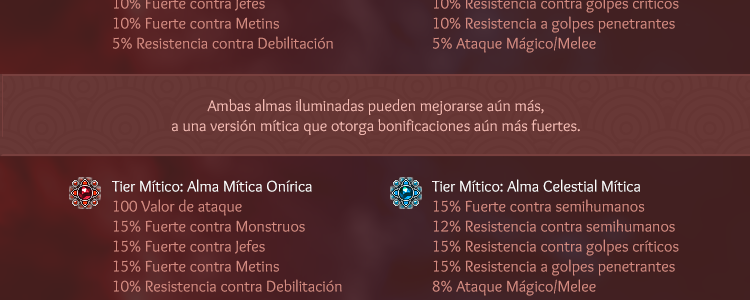 10% Fuerte contra Jefes
10% Fuerte contra Metins
5% Resistencia contra Debilitación
10% Resistencia contra golpes críticos
10% Resistencia a golpes penetrantes
5% Ataque Mágico/Melee
Ambas almas iluminadas pueden mejorarse aún más,
a una versión mítica que otorga bonificaciones aún más fuertes.
Tier Mítico: Alma Mítica Onírica
100 Valor de ataque
15% Fuerte contra Monstruos
15% Fuerte contra Jefes
15% Fuerte contra Metins
10% Resistencia contra Debilitación
Tier Mítico: Alma Celestial Mítica
15% Fuerte contra semihumanos
12% Resistencia contra semihumanos
15% Resistencia contra golpes críticos
15% Resistencia a golpes penetrantes
8% Ataque Mágico/Melee